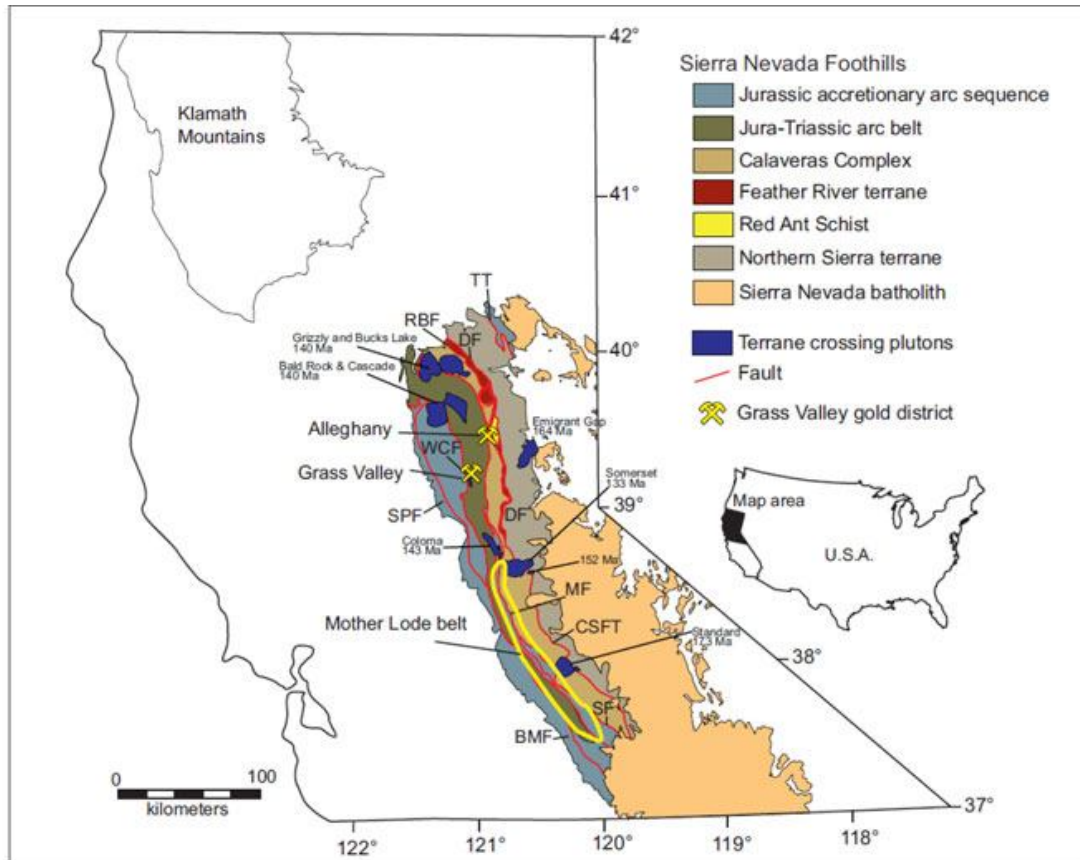 42°
Sierra Nevada Foothills
Klamath
Mountains
Jurassic accretionary arc sequence
Jura-Triassic arc belt
Calaveras Complex
41°
Feather River terrane
Red Ant Schist
Northern Sierra terrane
TT
Sierra Nevada batholith
RBF
DF
Grizzly and Bucks Lake
140 Ma
40°
Terrane crossing plutons
Bald Rock & Cascade
140 Ma
Fault
Grass Valley gold district
Alleghany
Emigrant Gap
164 Ma
WCF
Grass Valley
Somerset
133 Ma
39°
Map area
SPF
DF
Coloma
143 Ma
U.S.A.
152 Ma
MF
Mother Lode belt
CSFT
Standard
173 Ma
38°
SF
BMF
0
100
kilometers
37°
122°
121°
120°
119°
118°